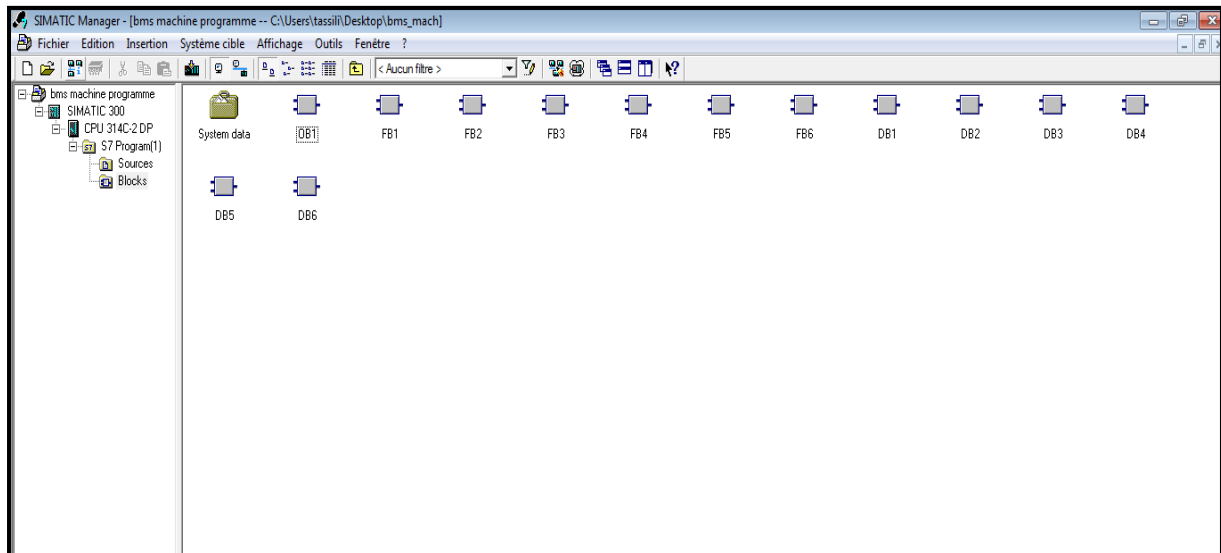 SIMATIC Manager - [bms machine programme -- C:\Users\tassili\Desktop\bms_mach]
Fichier Edition Insertion Système cible Affichage Outils Fenêtre ?
< Aucun filtre >
bms machine programme
SIMATIC 300
CPU 314C-2 DP
S7 Program(1)
Sources
Blocks
System data OB1 FB1 FB2 FB3 FB4 FB5 FB6 DB1 DB2 DB3 DB4
DB5 DB6